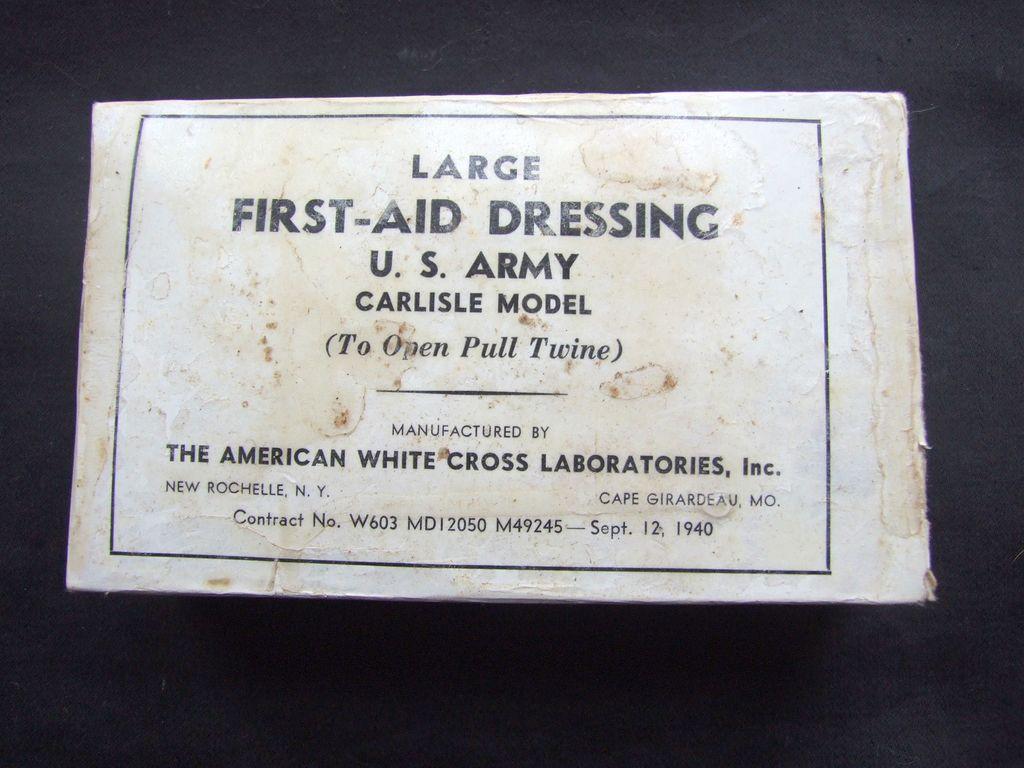 LARGE
FIRST-AID DRESSING
U. S. ARMY
CARLISLE MODEL
(To Open Pull Twine)
MANUFACTURED BY
THE AMERICAN WHITE CROSS LABORATORIES, Inc.
NEW ROCHELLE, N. Y. CAPE GIRARDEAU, MO.
Contract No. W603 MD12050 M49245—Sept. 12, 1940